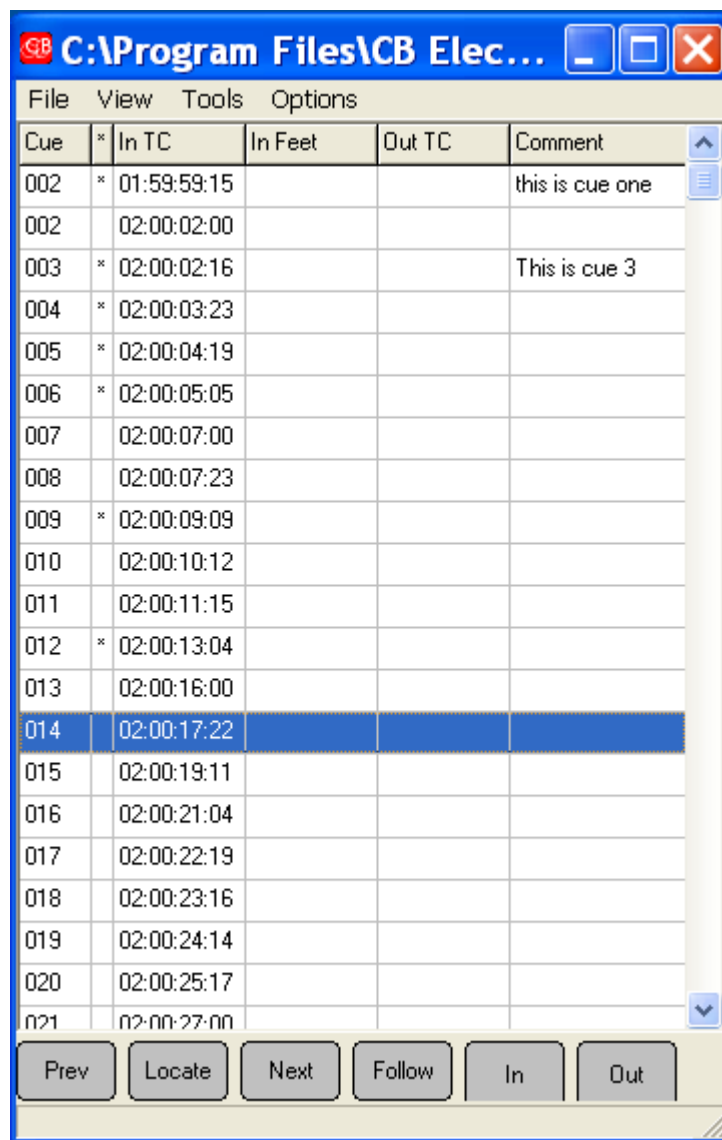 CB C:\Program Files\CB Elec...
File View Tools Options
Cue * In TC In Feet Out TC Comment
002 * 01:59:59:15 this is cue one
002 02:00:02:00
003 * 02:00:02:16 This is cue 3
004 * 02:00:03:23
005 * 02:00:04:19
006 * 02:00:05:05
007 02:00:07:00
008 02:00:07:23
009 * 02:00:09:09
010 02:00:10:12
011 02:00:11:15
012 * 02:00:13:04
013 02:00:16:00
014 02:00:17:22
015 02:00:19:11
016 02:00:21:04
017 02:00:22:19
018 02:00:23:16
019 02:00:24:14
020 02:00:25:17
021 02:00:27:00
Prev Locate Next Follow In Out